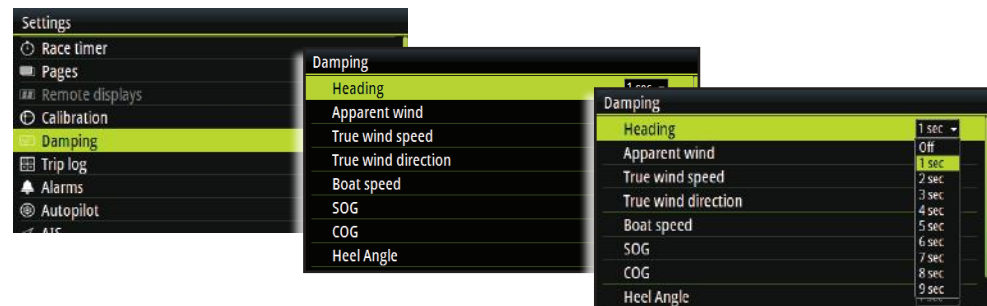 Settings
Race timer
Pages
Remote displays
Calibration
Damping
Trip log
Alarms
Autopilot
AIS
Damping
Heading
Apparent wind
True wind speed
True wind direction
Boat speed
SOG
COG
Heel Angle
Damping
Heading 1 sec
Apparent wind
True wind speed
True wind direction
Boat speed
SOG
COG
Heel Angle
Off
1 sec
2 sec
3 sec
4 sec
5 sec
6 sec
7 sec
8 sec
9 sec